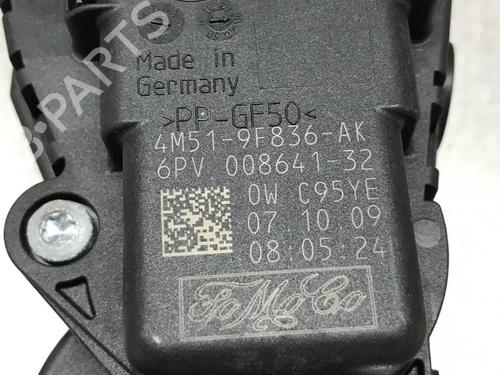 Made in
Germany
>PP-GF50<
4M51-9F836-AK
6PV 008641-32
0W C95YE
07 10 09
08:05:24
FoMoCo
PARTS